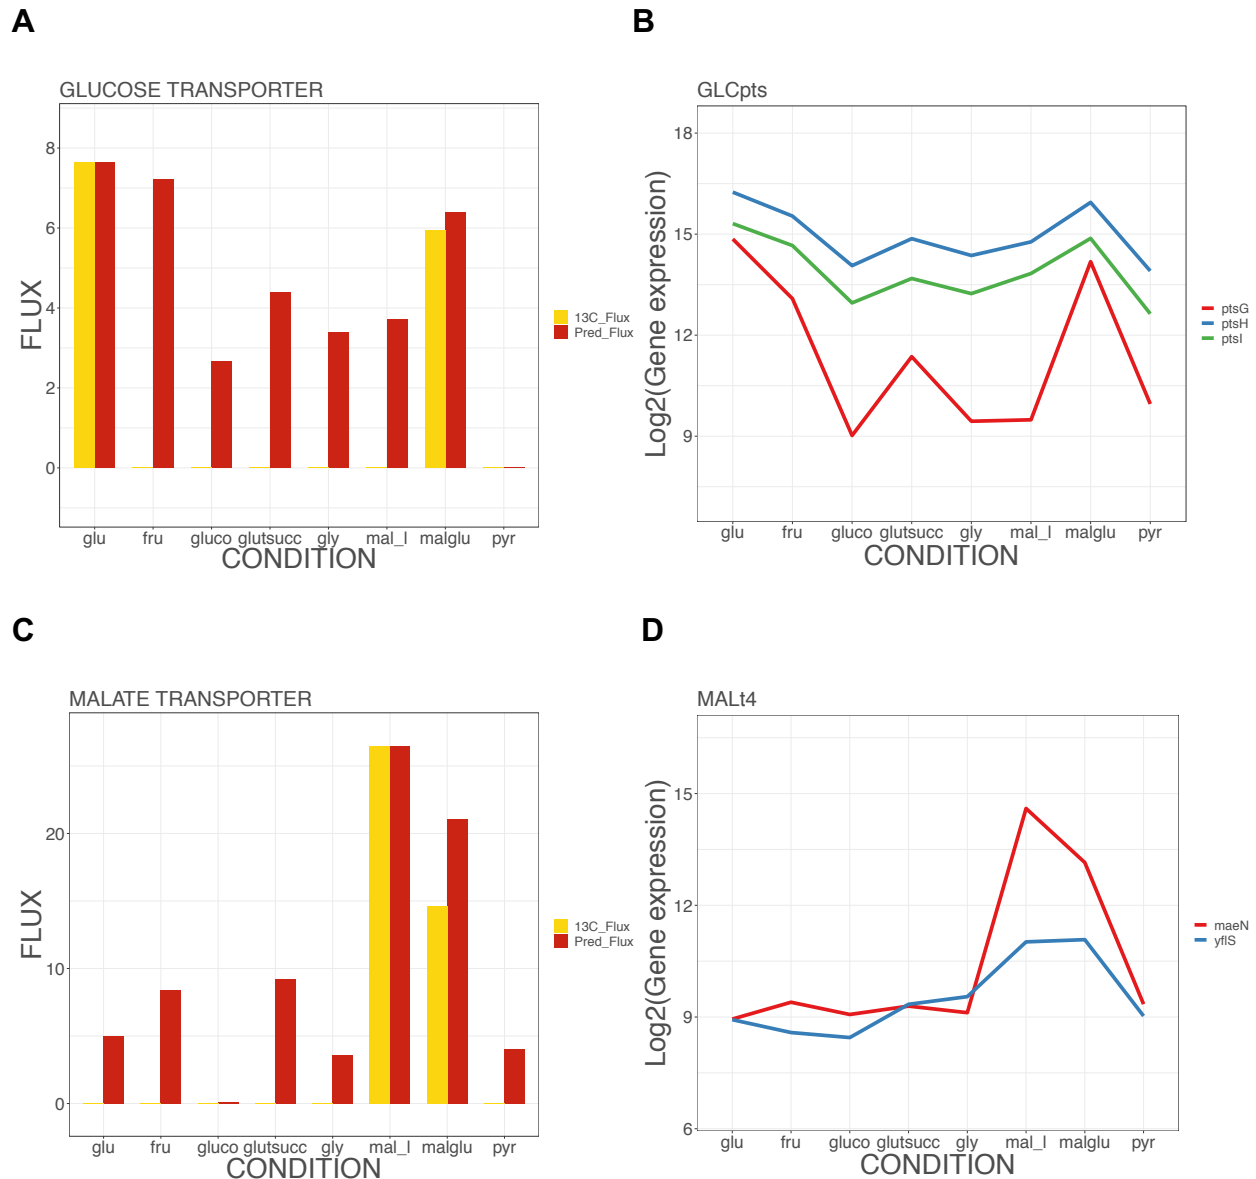 A
GLUCOSE TRANSPORTER
FLUX
8
6
4
2
0
glu fru gluco glutsucc gly mal_l malglu pyr
CONDITION
13C_Flux
Pred_Flux
B
GLCpts
Log2(Gene expression)
18
15
12
9
glu fru gluco glutsucc gly mal_l malglu pyr
CONDITION
ptsG
ptsH
ptsI
C
MALATE TRANSPORTER
FLUX
20
10
0
glu fru gluco glutsucc gly mal_l malglu pyr
CONDITION
13C_Flux
Pred_Flux
D
MALt4
Log2(Gene expression)
15
12
9
6
glu fru gluco glutsucc gly mal_l malglu pyr
CONDITION
maeN
yflS